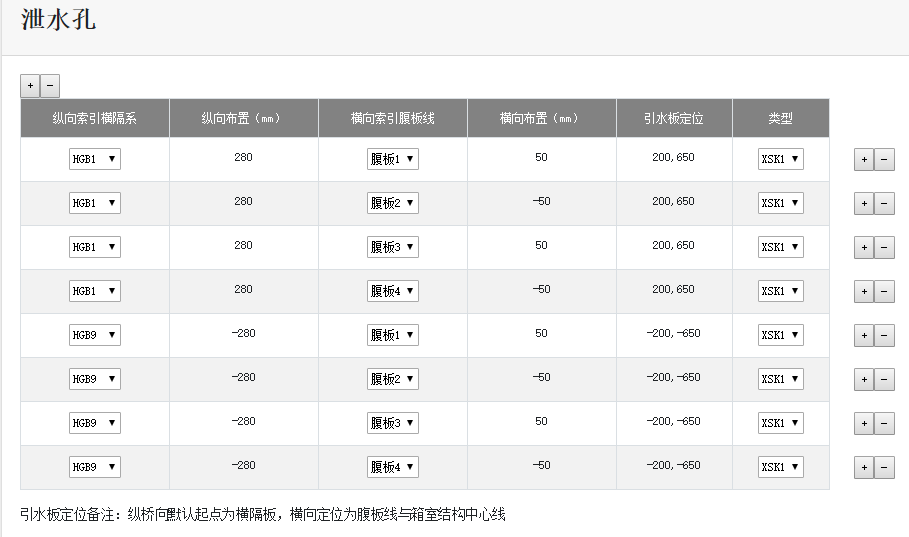 泄水孔
+ −
纵向索引横隔系 纵向布置（mm） 横向索引腹板线 横向布置（mm） 引水板定位 类型
HGB1 ▼ 280 腹板1 ▼ 50 200,650 XSK1 ▼ + −
HGB1 ▼ 280 腹板2 ▼ -50 200,650 XSK1 ▼ + −
HGB1 ▼ 280 腹板3 ▼ 50 200,650 XSK1 ▼ + −
HGB1 ▼ 280 腹板4 ▼ -50 200,650 XSK1 ▼ + −
HGB9 ▼ -280 腹板1 ▼ 50 -200,-650 XSK1 ▼ + −
HGB9 ▼ -280 腹板2 ▼ -50 -200,-650 XSK1 ▼ + −
HGB9 ▼ -280 腹板3 ▼ 50 -200,-650 XSK1 ▼ + −
HGB9 ▼ -280 腹板4 ▼ -50 -200,-650 XSK1 ▼ + −
引水板定位备注：纵桥向默认起点为横隔板，横向定位为腹板线与箱室结构中心线